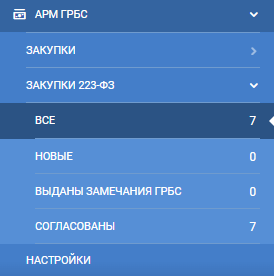 АРМ ГРБС
ЗАКУПКИ
ЗАКУПКИ 223-ФЗ
ВСЕ 7
НОВЫЕ 0
ВЫДАНЫ ЗАМЕЧАНИЯ ГРБС 0
СОГЛАСОВАНЫ 7
НАСТРОЙКИ